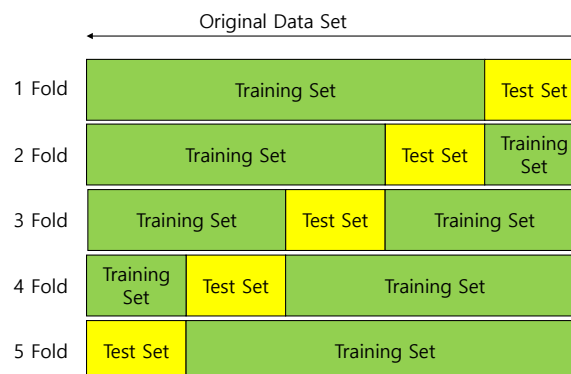 Original Data Set
1 Fold
Training Set
Test Set
2 Fold
Training Set
Test Set
Training
Set
3 Fold
Training Set
Test Set
Training Set
4 Fold
Training
Set
Test Set
Training Set
5 Fold
Test Set
Training Set